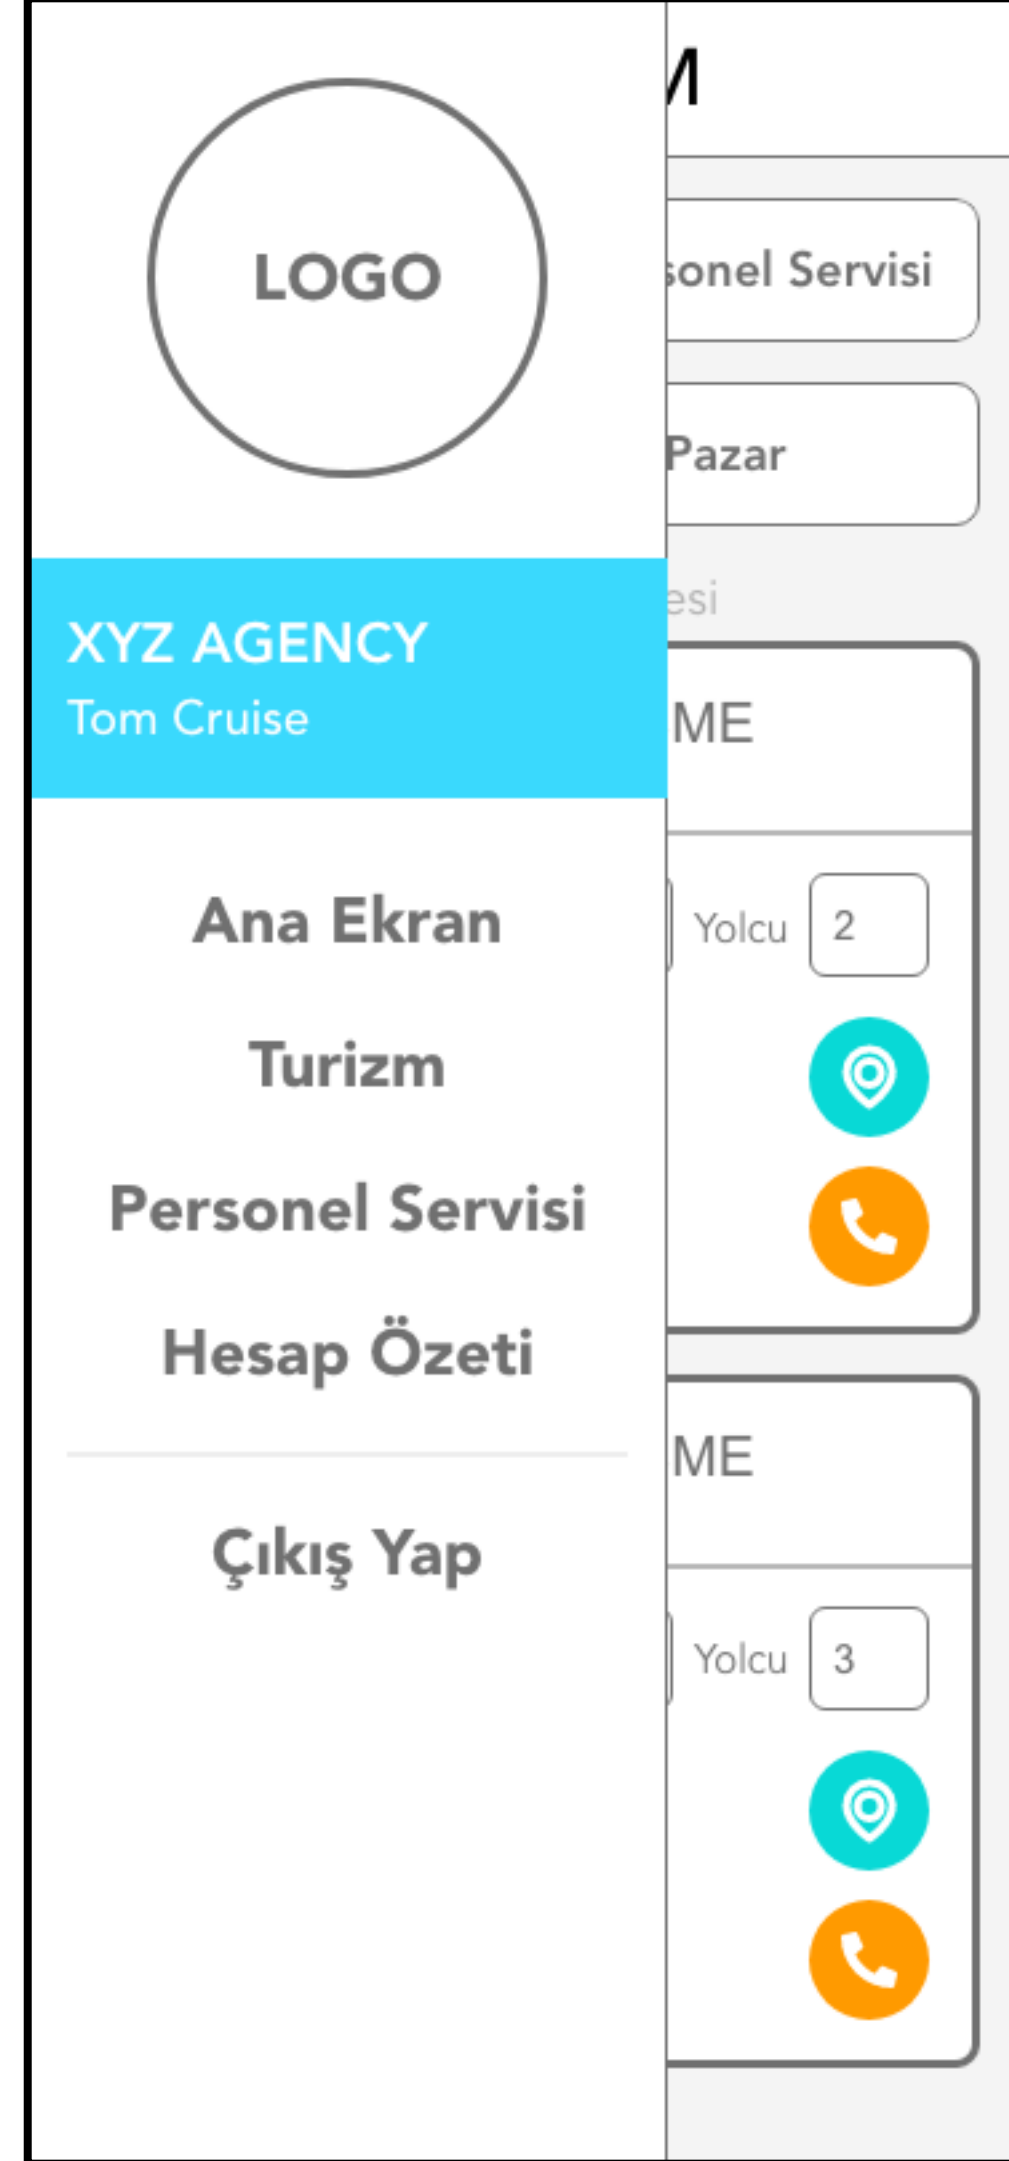 LOGO
XYZ AGENCY
Tom Cruise
Ana Ekran
Turizm
Personel Servisi
Hesap Özeti
Çıkış Yap
M
sonel Servisi
Pazar
esi
ME
Yolcu 2
ME
Yolcu 3